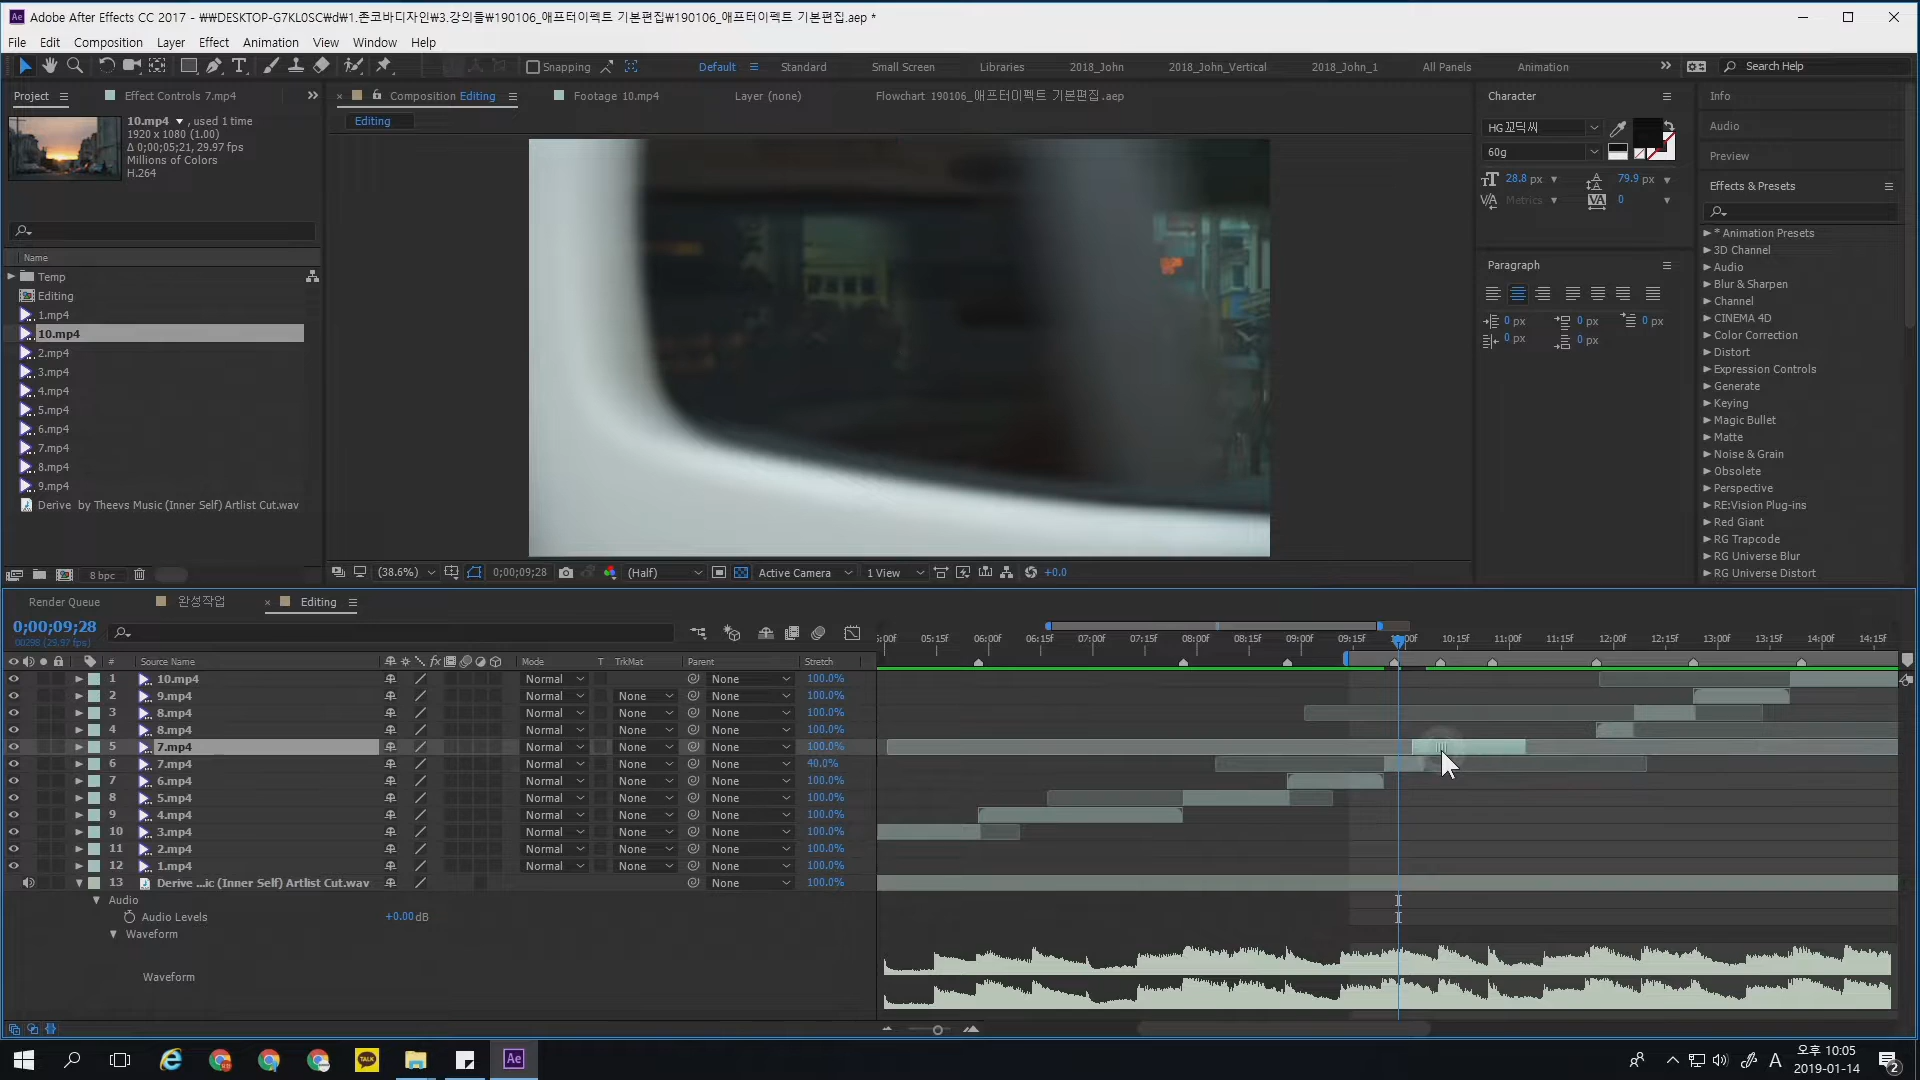 Adobe After Effects CC 2017 - ₩₩DESKTOP-G7KL0SC₩d₩1.존코바디자인₩3.강의들₩190106_애프터이펙트 기본편집₩190106_애프터이펙트 기본편집.aep *
File Edit Composition Layer Effect Animation View Window Help
Snapping Default Standard Small Screen Libraries 2018_John 2018_John_Vertical 2018_John_1 All Panels Animation Search Help
Project Effect Controls 7.mp4 Composition Editing Footage 10.mp4 Layer (none) Flowchart 190106_애프터이펙트 기본편집.aep
Editing
10.mp4 , used 1 time
1920 x 1080 (1.00)
Δ 0;00;05;21, 29.97 fps
Millions of Colors
H.264
Name
Temp
Editing
1.mp4
10.mp4
2.mp4
3.mp4
4.mp4
5.mp4
6.mp4
7.mp4
8.mp4
9.mp4
Derive by Theevs Music (Inner Self) Artlist Cut.wav
8 bpc
(38.6%) 0;00;09;28 (Half) Active Camera 1 View +0.0
Character
HG꼬딕씨
60g
28.8 px 79.9 px
Metrics 0
Paragraph
0 px 0 px 0 px
0 px 0 px
Info
Audio
Preview
Effects & Presets
* Animation Presets
3D Channel
Audio
Blur & Sharpen
Channel
CINEMA 4D
Color Correction
Distort
Expression Controls
Generate
Keying
Magic Bullet
Matte
Noise & Grain
Obsolete
Perspective
RE:Vision Plug-ins
Red Giant
RG Trapcode
RG Universe Blur
RG Universe Distort
Render Queue 완성작업 Editing
0;00;09;28
00298 (29.97 fps)
5:00f 05:15f 06:00f 06:15f 07:00f 07:15f 08:00f 08:15f 09:00f 09:15f 10:00f 10:15f 11:00f 11:15f 12:00f 12:15f 13:00f 13:15f 14:00f 14:15f
# Source Name fx Mode T TrkMat Parent Stretch
1 10.mp4 Normal None 100.0%
2 9.mp4 Normal None None 100.0%
3 8.mp4 Normal None None 100.0%
4 8.mp4 Normal None None 100.0%
5 7.mp4 Normal None None 100.0%
6 7.mp4 Normal None None 40.0%
7 6.mp4 Normal None None 100.0%
8 5.mp4 Normal None None 100.0%
9 4.mp4 Normal None None 100.0%
10 3.mp4 Normal None None 100.0%
11 2.mp4 Normal None None 100.0%
12 1.mp4 Normal None None 100.0%
13 Derive ...ic (Inner Self) Artlist Cut.wav None 100.0%
Audio
Audio Levels +0.00 dB
Waveform
Waveform
TALK Ae A 오후 10:05
2019-01-14 2